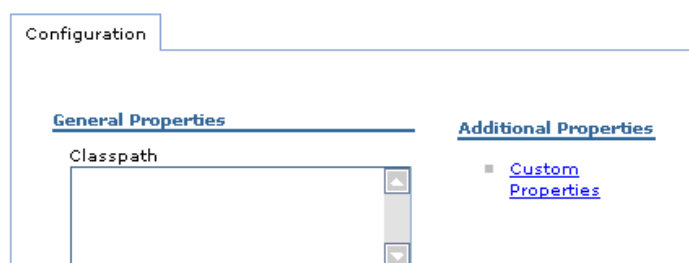 Configuration
General Properties
Additional Properties
Classpath
Custom
Properties